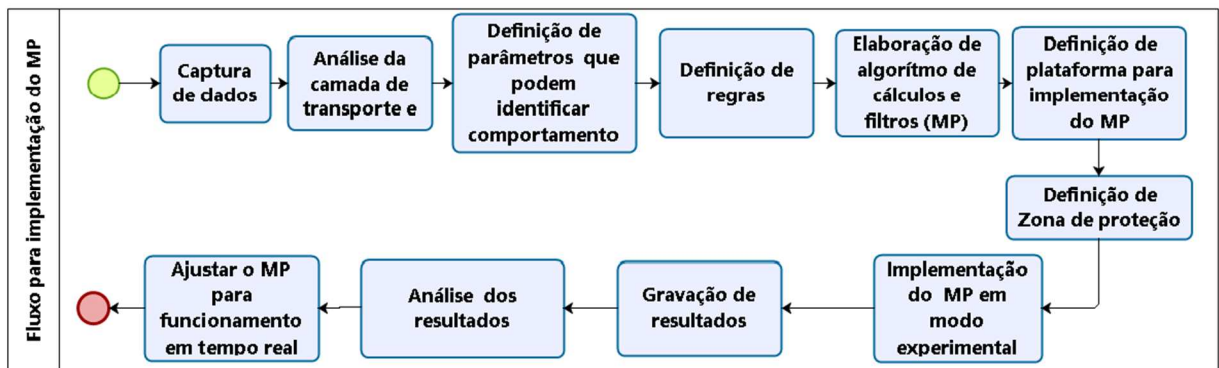 Fluxo para implementação do MP
Captura
de dados
Análise da
camada de
transporte e
Definição de
parâmetros que
podem
identificar
comportamento
Definição de
regras
Elaboração de
algorítmo de
cálculos e
filtros (MP)
Definição de
plataforma para
implementação
do MP
Definição de
Zona de proteção
Implementação
do MP em
modo
experimental
Gravação de
resultados
Análise dos
resultados
Ajustar o MP
para
funcionamento
em tempo real